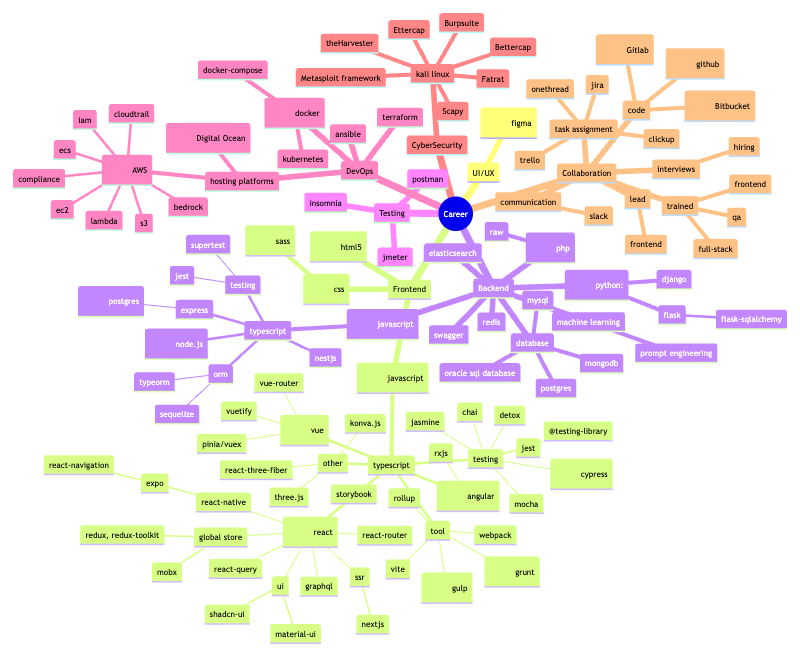 Career
kali linux
theHarvester
Ettercap
Burpsuite
Bettercap
Metasploit framework
Fatrat
Scapy
CyberSecurity
figma
UI/UX
Gitlab
github
code
Bitbucket
onethread
jira
task assignment
trello
clickup
Collaboration
interviews
hiring
communication
slack
lead
frontend
trained
frontend
qa
full-stack
docker-compose
docker
kubernetes
ansible
terraform
DevOps
Digital Ocean
hosting platforms
AWS
iam
cloudtrail
ecs
compliance
ec2
lambda
s3
bedrock
postman
insomnia
Testing
jmeter
sass
css
html5
Frontend
elasticsearch
raw
php
Backend
python:
django
flask
flask-sqlalchemy
mysql
machine learning
prompt engineering
swagger
redis
database
oracle sql database
mongodb
postgres
javascript
typescript
supertest
jest
testing
postgres
express
node.js
nestjs
orm
typeorm
sequelize
javascript
typescript
vue-router
vuetify
vue
pinia/vuex
konva.js
other
react-three-fiber
three.js
storybook
jasmine
chai
detox
rxjs
testing
jest
@testing-library
cypress
mocha
angular
rollup
tool
webpack
vite
gulp
grunt
react-navigation
expo
react-native
redux, redux-toolkit
global store
mobx
react
react-router
react-query
ui
graphql
ssr
shadcn-ui
material-ui
nextjs